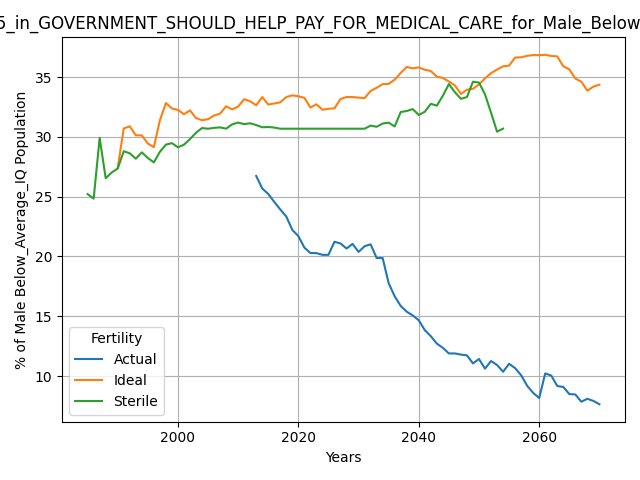 5_in_GOVERNMENT_SHOULD_HELP_PAY_FOR_MEDICAL_CARE_for_Male_Below
% of Male Below_Average_IQ Population
35
30
25
20
15
10
Fertility
Actual
Ideal
Sterile
2000
2020
2040
2060
Years